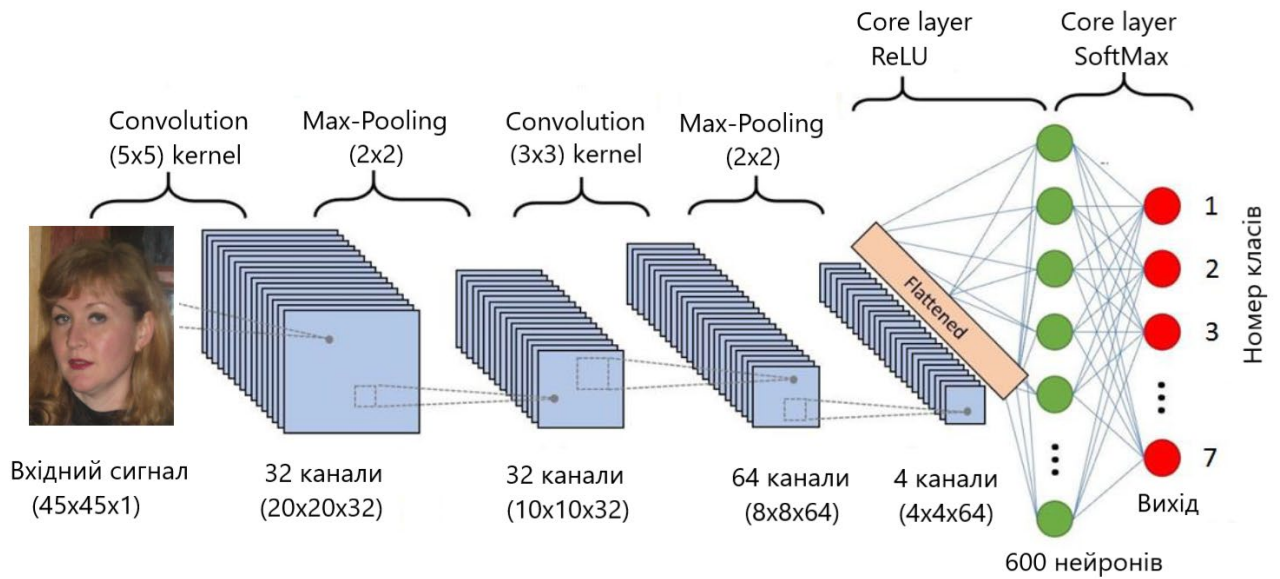 Core layer
ReLU
Core layer
SoftMax
Convolution
(5x5) kernel
Max-Pooling
(2x2)
Convolution
(3x3) kernel
Max-Pooling
(2x2)
Flattened
1
2
3
7
Номер класів
Вихід
Вхідний сигнал
(45x45x1)
32 канали
(20x20x32)
32 канали
(10x10x32)
64 канали
(8x8x64)
4 канали
(4x4x64)
600 нейронів